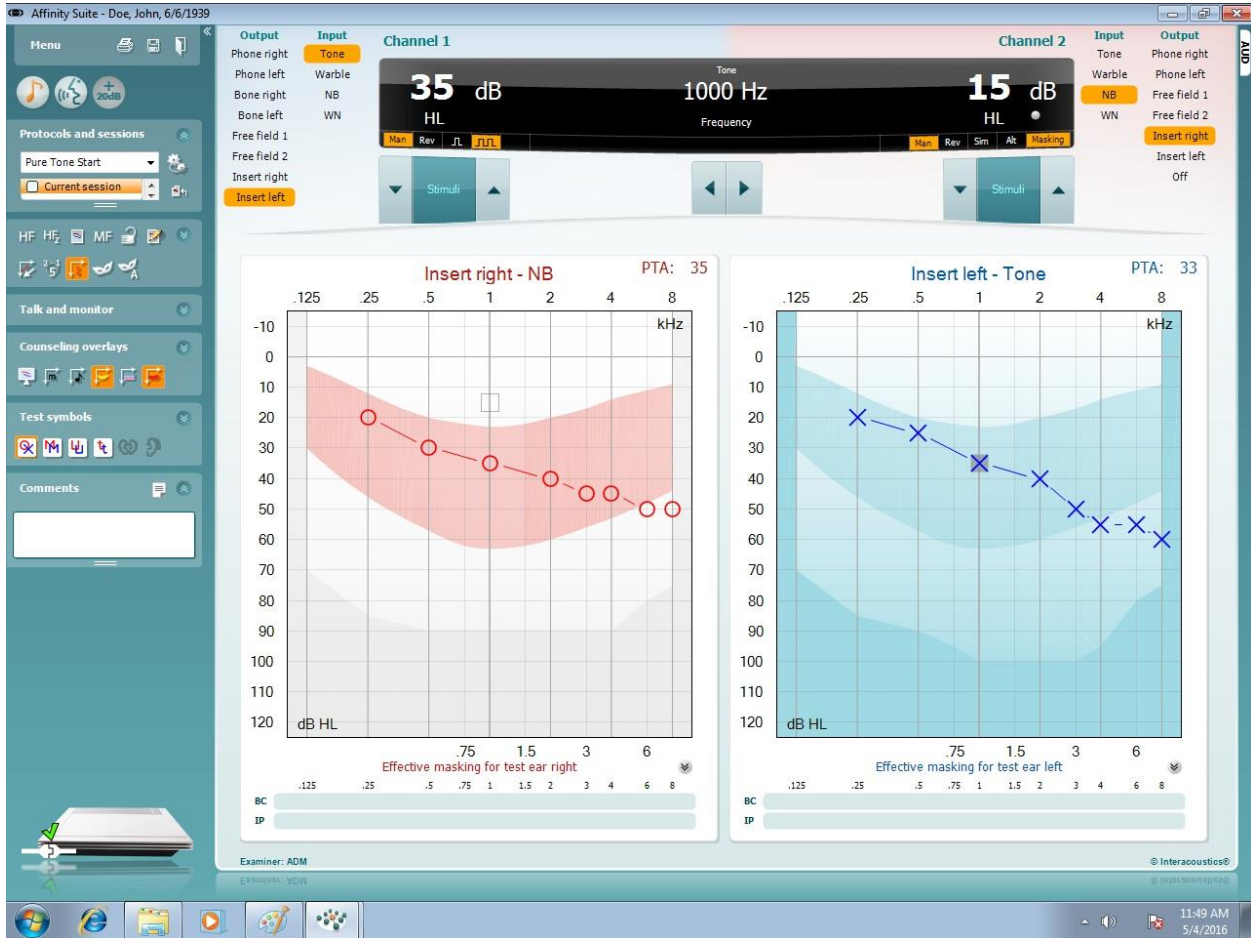 Affinity Suite - Doe, John, 6/6/1939
Menu
+
20dB
Protocols and sessions
Pure Tone Start
Current session
HF HF2 MF
Talk and monitor
Counseling overlays
Test symbols
Comments
Output Input
Phone right Tone
Phone left Warble
Bone right NB
Bone left WN
Free field 1
Free field 2
Insert right
Insert left
Channel 1
35 dB
HL
Man Rev
Tone
1000 Hz
Frequency
Channel 2
15 dB
HL
Man Rev Sim Alt Masking
Stimuli
Stimuli
Input Output
Tone Phone right
Warble Phone left
NB Free field 1
WN Free field 2
Insert right
Insert left
Off
AUD
Insert right - NB
PTA: 35
.125 .25 .5 1 2 4 8
kHz
-10
0
10
20
30
40
50
60
70
80
90
100
110
120
dB HL
.75 1.5 3 6
Effective masking for test ear right
.125 .25 .5 .75 1 1.5 2 3 4 6 8
BC
IP
Insert left - Tone
PTA: 33
.125 .25 .5 1 2 4 8
kHz
-10
0
10
20
30
40
50
60
70
80
90
100
110
120
dB HL
.75 1.5 3 6
Effective masking for test ear left
.125 .25 .5 .75 1 1.5 2 3 4 6 8
BC
IP
Examiner: ADM
© Interacoustics®
11:49 AM
5/4/2016